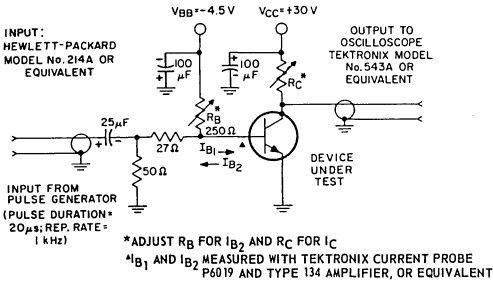 VBB=-4.5V
VCC=+30V
INPUT:
HEWLETT-PACKARD
MODEL No.214A OR
EQUIVALENT
OUTPUT TO
OSCILLOSCOPE
TEKTRONIX MODEL
No.543A OR
EQUIVALENT
100
μF
100
μF
RC*
RB*
250Ω
25μF
27Ω
50Ω
IB1
IB2
DEVICE
UNDER
TEST
INPUT FROM
PULSE GENERATOR
(PULSE DURATION=
20μs; REP. RATE=
1 kHz)
*ADJUST RB FOR IB2 AND RC FOR IC
▲IB1 AND IB2 MEASURED WITH TEKTRONIX CURRENT PROBE
P6019 AND TYPE 134 AMPLIFIER, OR EQUIVALENT